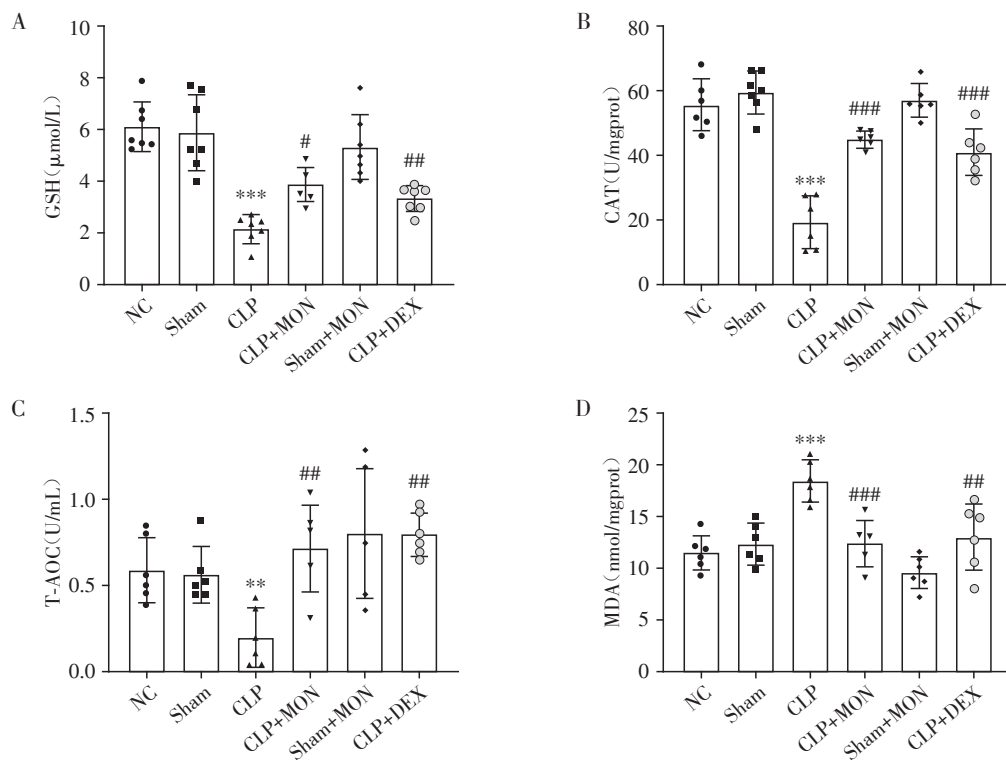 A
GSH(μmol/L)
10
8
6
4
2
0
***
#
##
NC
Sham
CLP
CLP+MON
Sham+MON
CLP+DEX
B
CAT(U/mgprot)
80
60
40
20
0
***
###
###
NC
Sham
CLP
CLP+MON
Sham+MON
CLP+DEX
C
T-AOC(U/mL)
1.5
1.0
0.5
0.0
**
##
##
NC
Sham
CLP
CLP+MON
Sham+MON
CLP+DEX
D
MDA(nmol/mgprot)
25
20
15
10
5
0
***
###
##
NC
Sham
CLP
CLP+MON
Sham+MON
CLP+DEX